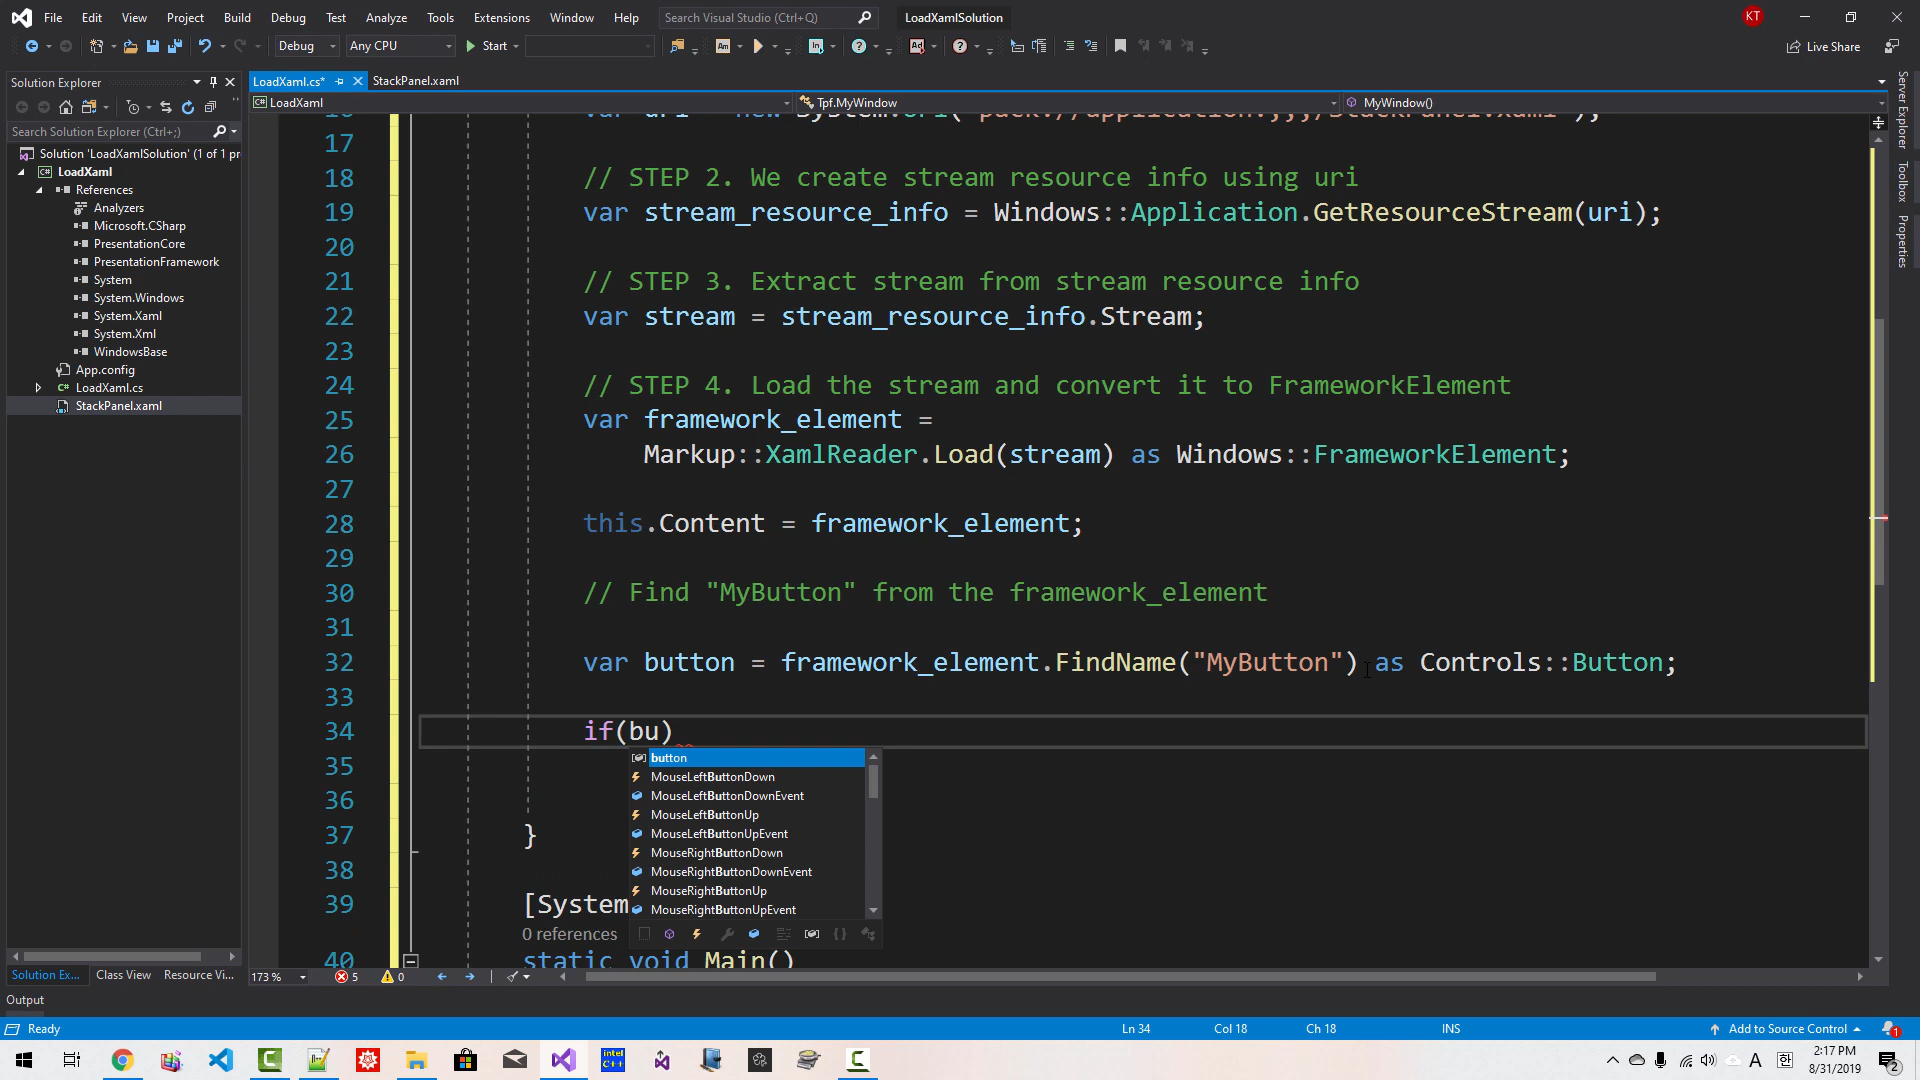 File Edit View Project Build Debug Test Analyze Tools Extensions Window Help Search Visual Studio (Ctrl+Q) LoadXamlSolution KT
Debug Any CPU Start Live Share
Solution Explorer
Search Solution Explorer (Ctrl+;)
Solution 'LoadXamlSolution' (1 of 1 pr
LoadXaml
References
Analyzers
Microsoft.CSharp
PresentationCore
PresentationFramework
System
System.Windows
System.Xaml
System.Xml
WindowsBase
App.config
LoadXaml.cs
StackPanel.xaml
Solution Ex... Class View Resource Vi...
LoadXaml.cs* StackPanel.xaml
LoadXaml Tpf.MyWindow MyWindow()
17
18 // STEP 2. We create stream resource info using uri
19 var stream_resource_info = Windows::Application.GetResourceStream(uri);
20
21 // STEP 3. Extract stream from stream resource info
22 var stream = stream_resource_info.Stream;
23
24 // STEP 4. Load the stream and convert it to FrameworkElement
25 var framework_element =
26 Markup::XamlReader.Load(stream) as Windows::FrameworkElement;
27
28 this.Content = framework_element;
29
30 // Find "MyButton" from the framework_element
31
32 var button = framework_element.FindName("MyButton") as Controls::Button;
33
34 if(bu)
35
36
37 }
38
39 [System
0 references
40 static void Main()
button
MouseLeftButtonDown
MouseLeftButtonDownEvent
MouseLeftButtonUp
MouseLeftButtonUpEvent
MouseRightButtonDown
MouseRightButtonDownEvent
MouseRightButtonUp
MouseRightButtonUpEvent
173 % 5 0
Server Explorer
Toolbox
Properties
Output
Ready Ln 34 Col 18 Ch 18 INS Add to Source Control 1
intel C++
A 한 2:17 PM
8/31/2019
2